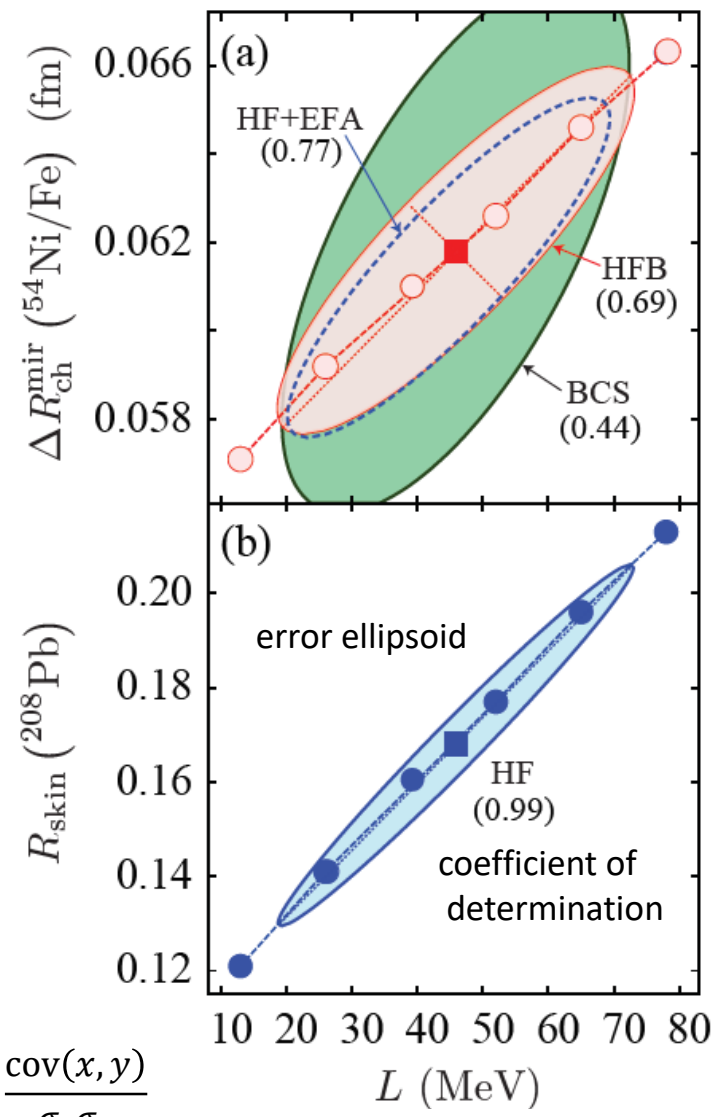 (a)
0.066
0.062
0.058
ΔR_ch^mir (⁵⁴Ni/Fe) (fm)
HF+EFA
(0.77)
HFB
(0.69)
BCS
(0.44)
(b)
0.20
0.18
0.16
0.14
0.12
R_skin (²⁰⁸Pb)
error ellipsoid
HF
(0.99)
coefficient of
determination
10 20 30 40 50 60 70 80
L (MeV)
cov(x, y)